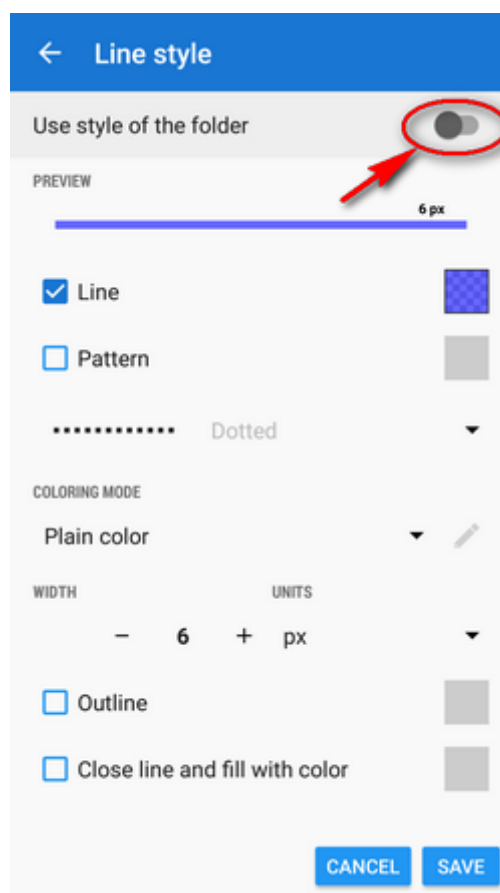 Line style
Use style of the folder
PREVIEW
6 px
Line
Pattern
Dotted
COLORING MODE
Plain color
WIDTH UNITS
− 6 + px
Outline
Close line and fill with color
CANCEL SAVE